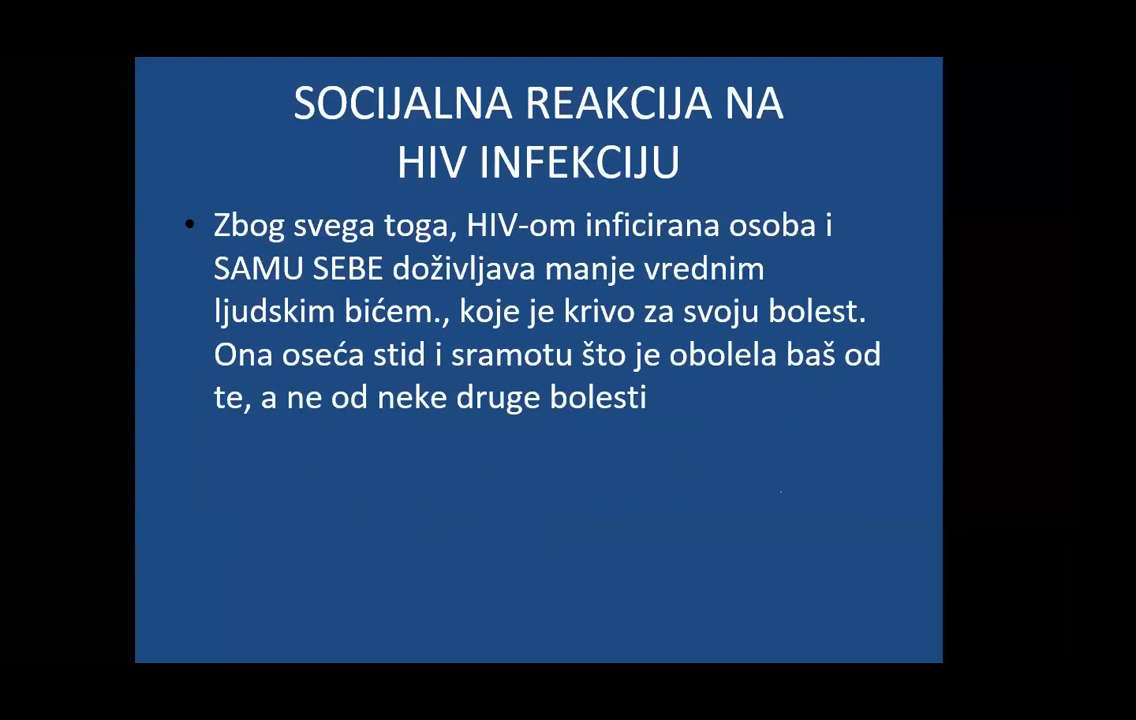 SOCIJALNA REAKCIJA NA
HIV INFEKCIJU
• Zbog svega toga, HIV-om inficirana osoba i
SAMU SEBE doživljava manje vrednim
ljudskim bićem., koje je krivo za svoju bolest.
Ona oseća stid i sramotu što je obolela baš od
te, a ne od neke druge bolesti